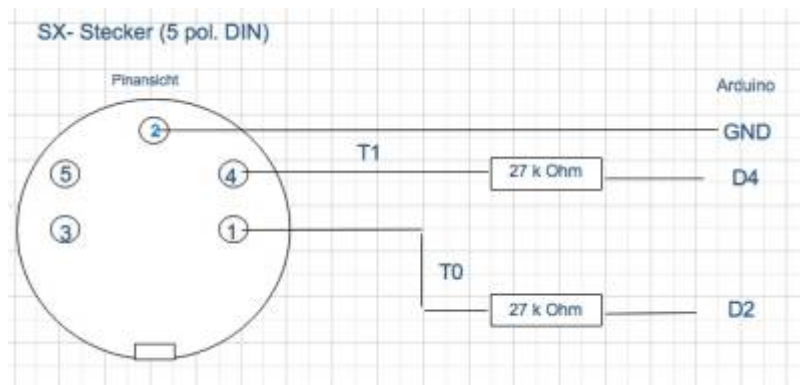 SX- Stecker (5 pol. DIN)
Pinansicht
Arduino
2
GND
T1
5
4
27 k Ohm
D4
3
1
T0
27 k Ohm
D2